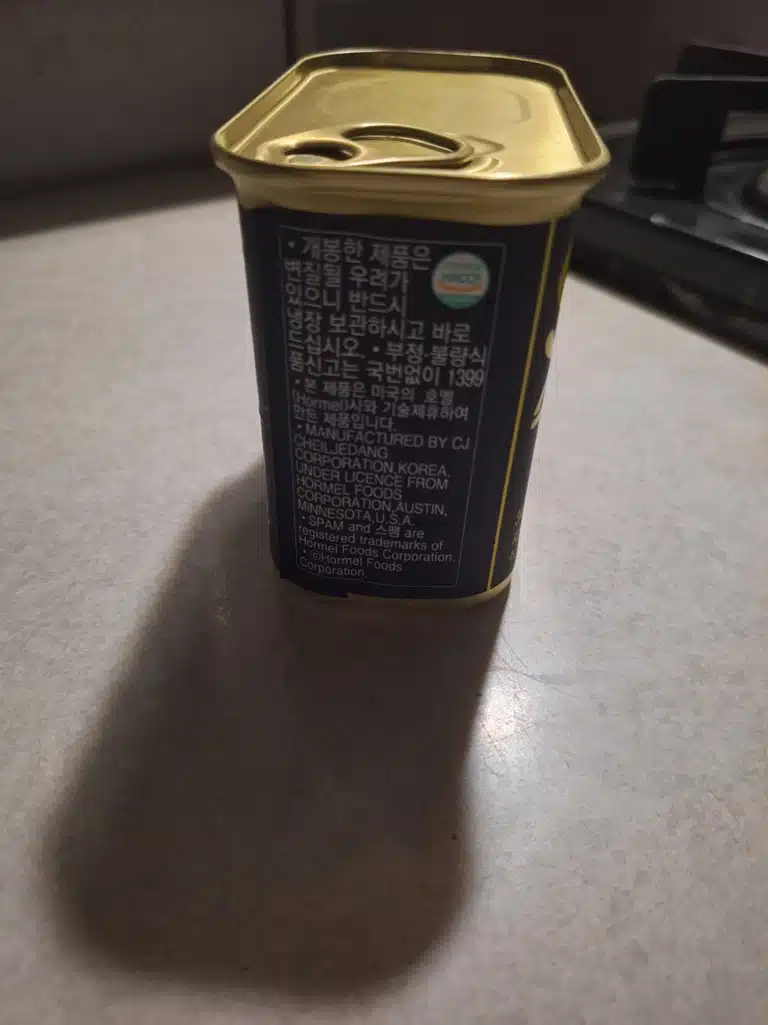 • 개봉한 제품은
변질될 우려가
있으니 반드시
냉장 보관하시고 바로
드십시오. • 부정·불량식
품신고는 국번없이 1399
• 본 제품은 미국의 호멜
(Hormel)사와 기술제휴하여
만든 제품입니다.
• MANUFACTURED BY CJ
CHEILJEDANG
CORPORATION,KOREA.
UNDER LICENCE FROM
HORMEL FOODS
CORPORATION,AUSTIN,
MINNESOTA,U.S.A.
• SPAM and 스팸 are
registered trademarks of
Hormel Foods Corporation.
• ©Hormel Foods
Corporation.
HACCP